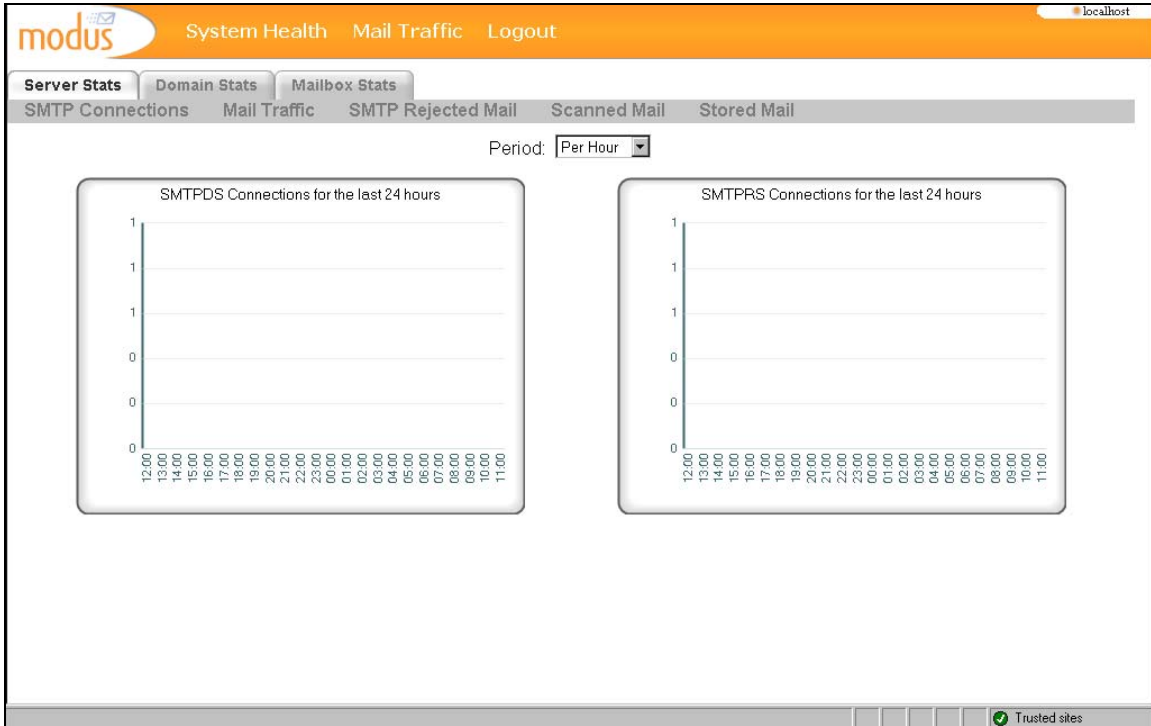 localhost
modus System Health Mail Traffic Logout
Server Stats Domain Stats Mailbox Stats
SMTP Connections Mail Traffic SMTP Rejected Mail Scanned Mail Stored Mail
Period: Per Hour
SMTPDS Connections for the last 24 hours
1
1
1
0
0
0
12:00 13:00 14:00 15:00 16:00 17:00 18:00 19:00 20:00 21:00 22:00 23:00 00:00 01:00 02:00 03:00 04:00 05:00 06:00 07:00 08:00 09:00 10:00 11:00
SMTPRS Connections for the last 24 hours
1
1
1
0
0
0
12:00 13:00 14:00 15:00 16:00 17:00 18:00 19:00 20:00 21:00 22:00 23:00 00:00 01:00 02:00 03:00 04:00 05:00 06:00 07:00 08:00 09:00 10:00 11:00
Trusted sites